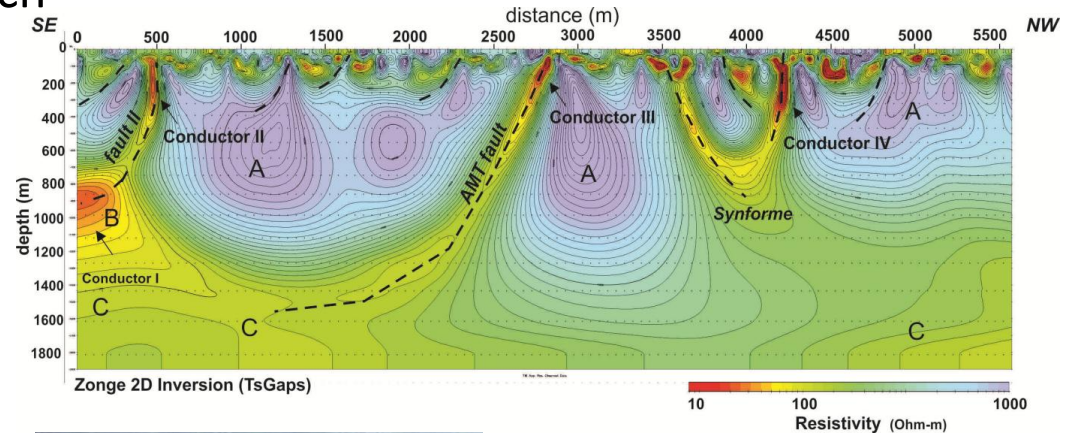 en
distance (m)
SE
NW
0 500 1000 1500 2000 2500 3000 3500 4000 4500 5000 5500
0
200
400
600
800
1000
1200
1400
1600
1800
depth (m)
fault II
Conductor II
A
B
Conductor I
C
C
AMT fault
Conductor III
A
Synforme
Conductor IV
A
C
Zonge 2D Inversion (TsGaps)
10 100 1000
Resistivity (Ohm-m)